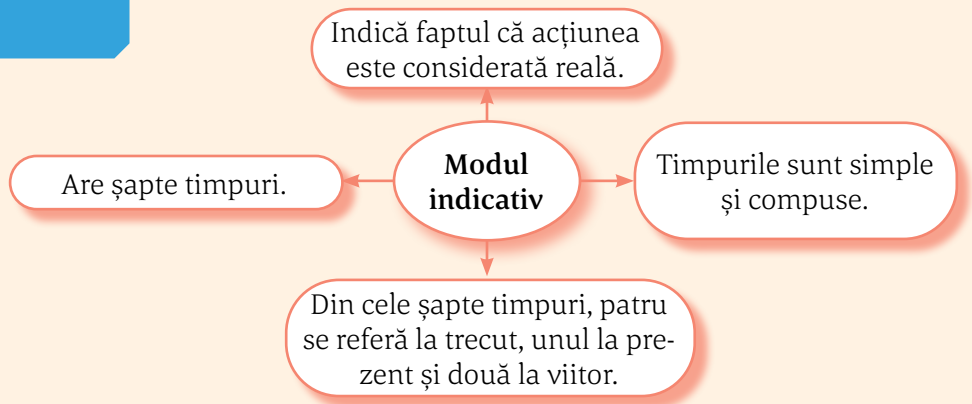 Indică faptul că acțiunea
este considerată reală.
Are șapte timpuri.
Modul
indicativ
Timpurile sunt simple
și compuse.
Din cele șapte timpuri, patru
se referă la trecut, unul la pre-
zent și două la viitor.